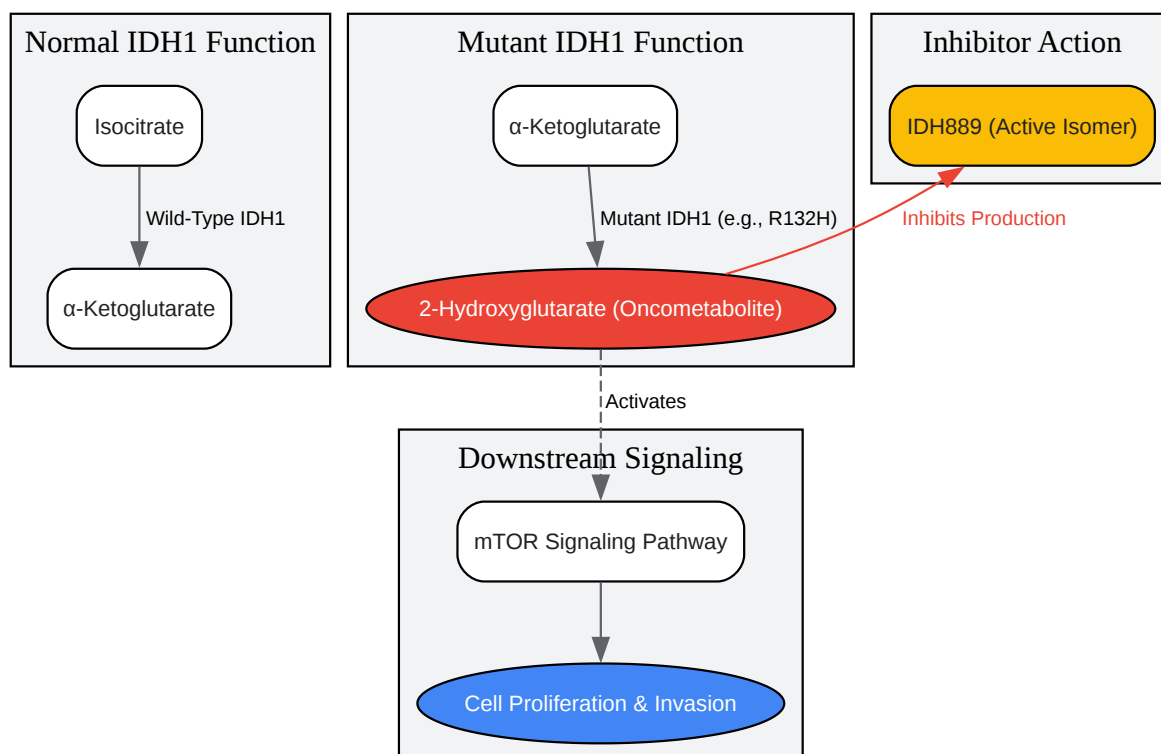 Normal IDH1 Function
Isocitrate
Wild-Type IDH1
α-Ketoglutarate
Mutant IDH1 Function
α-Ketoglutarate
Mutant IDH1 (e.g., R132H)
2-Hydroxyglutarate (Oncometabolite)
Inhibitor Action
IDH889 (Active Isomer)
Inhibits Production
Activates
Downstream Signaling
mTOR Signaling Pathway
Cell Proliferation & Invasion